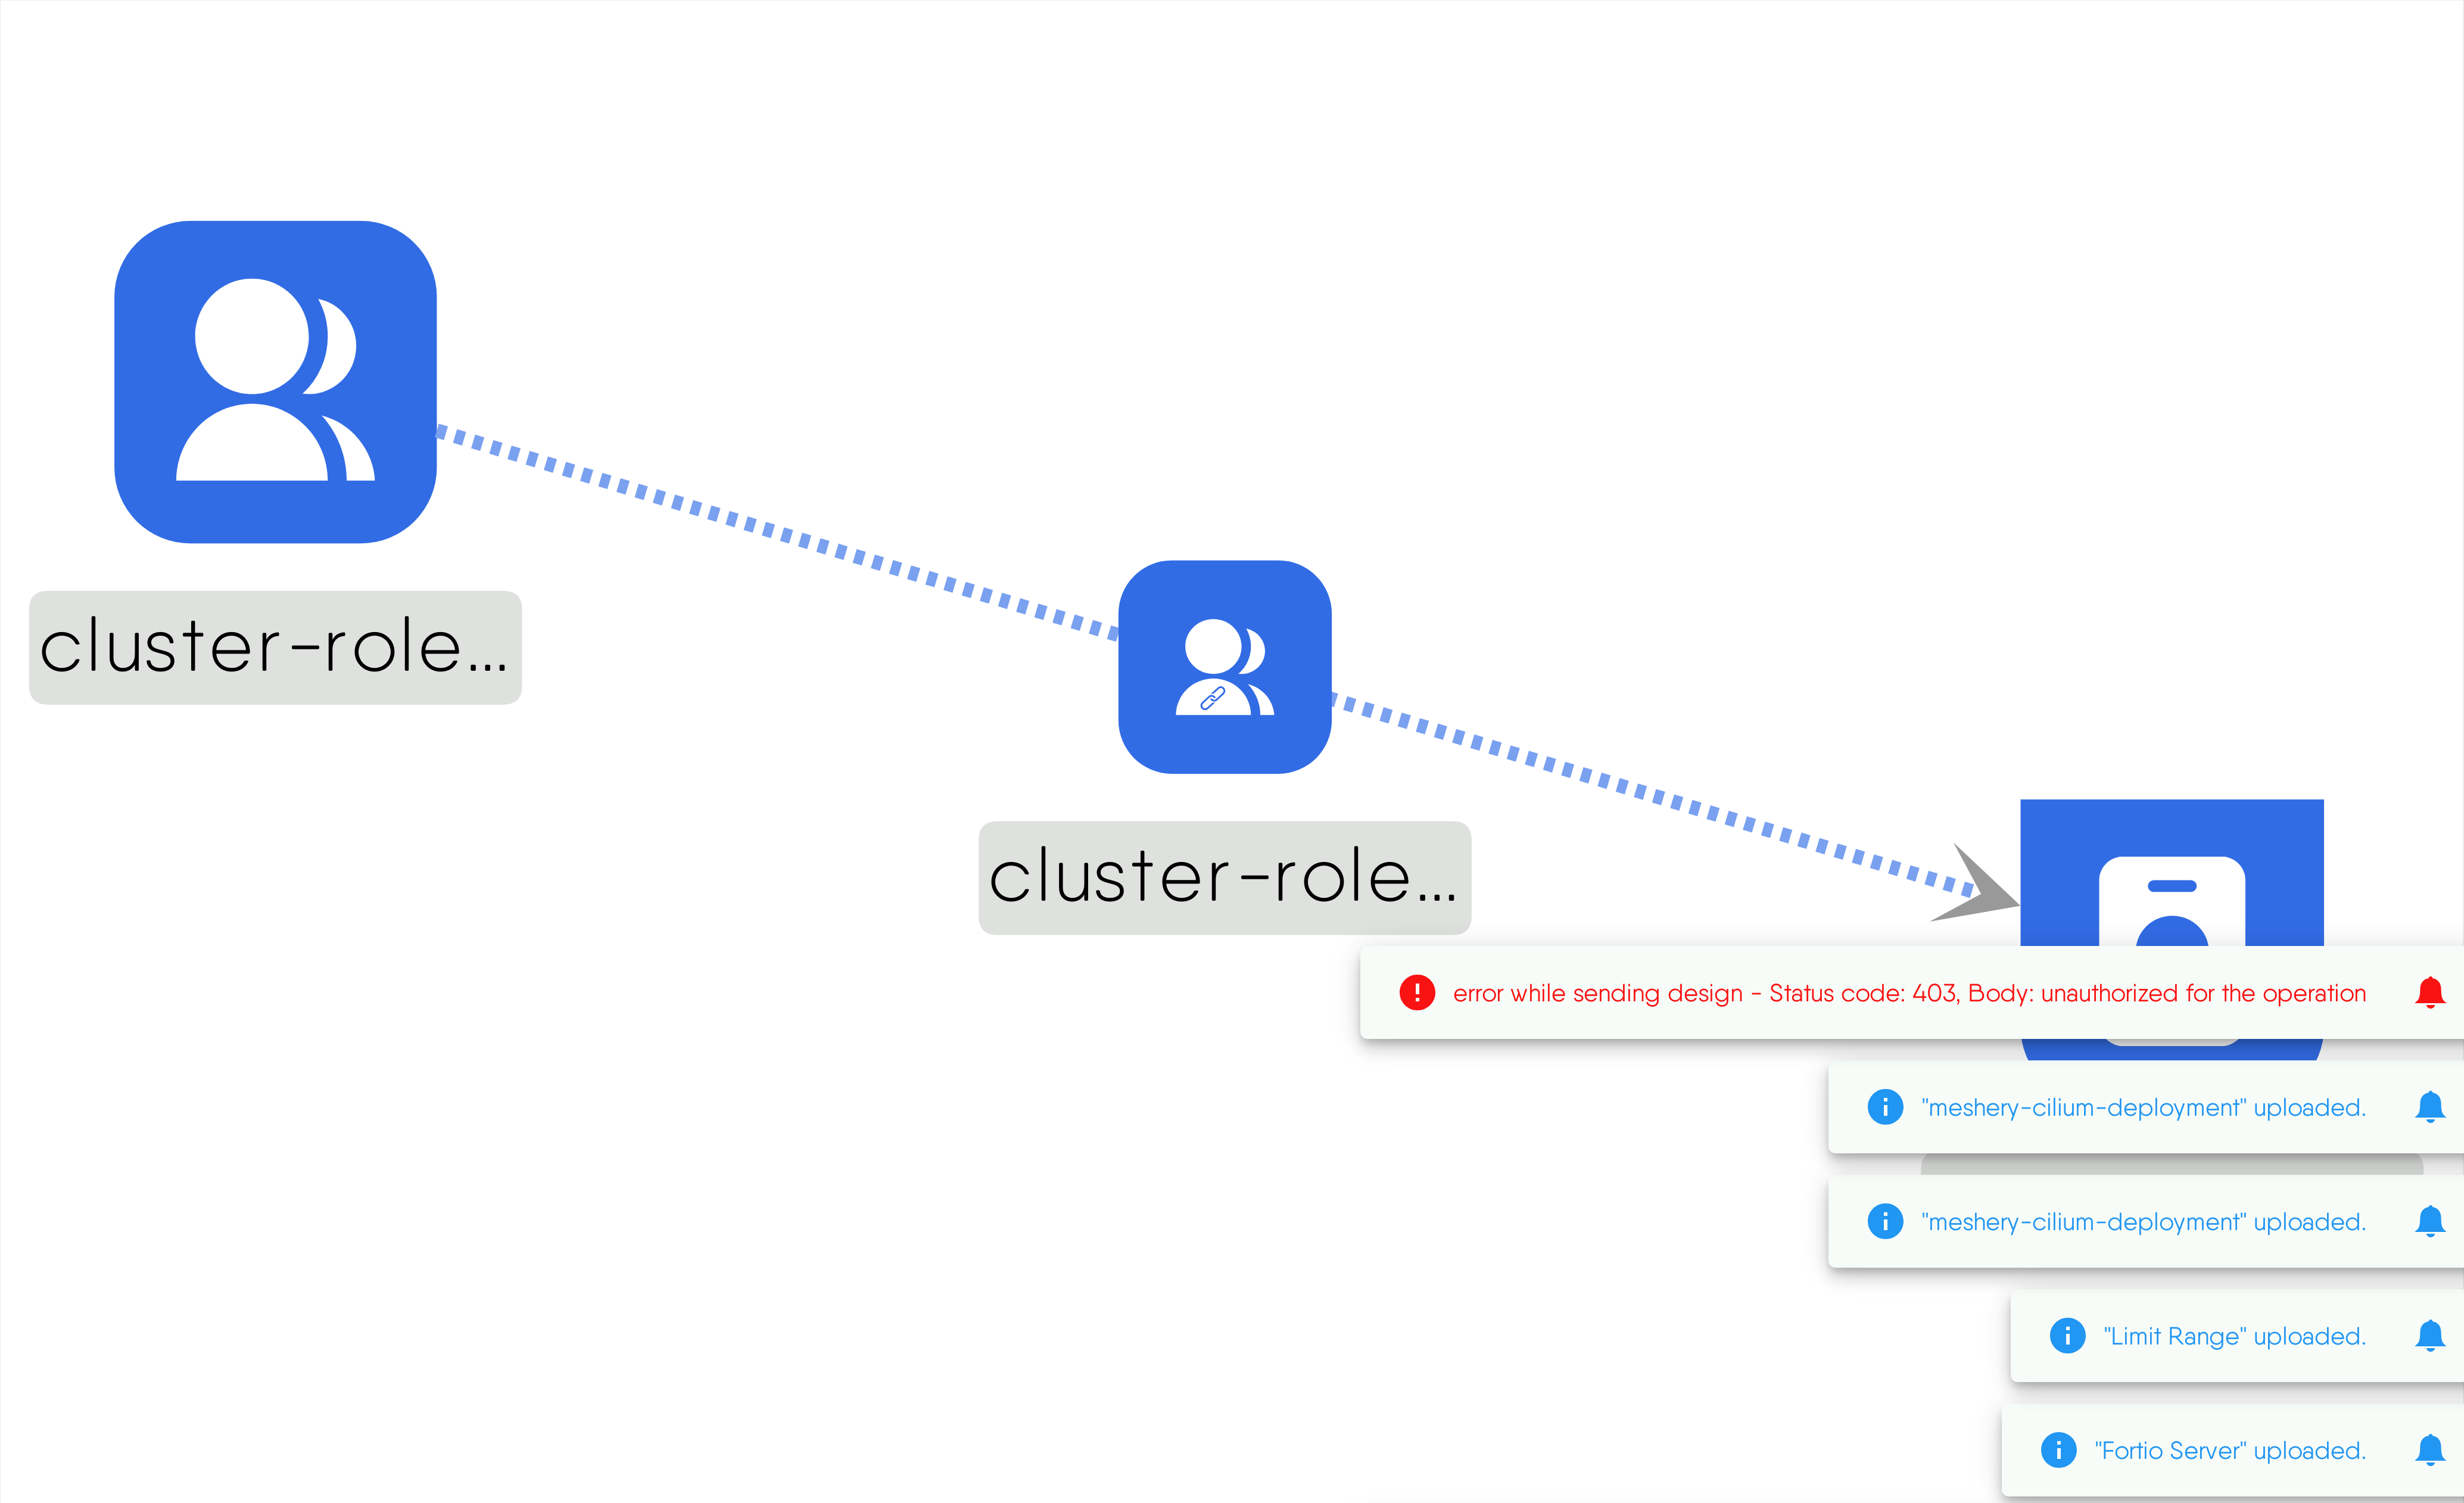 cluster-role...
cluster-role...
error while sending design - Status code: 403, Body: unauthorized for the operation
"meshery-cilium-deployment" uploaded.
"meshery-cilium-deployment" uploaded.
"Limit Range" uploaded.
"Fortio Server" uploaded.